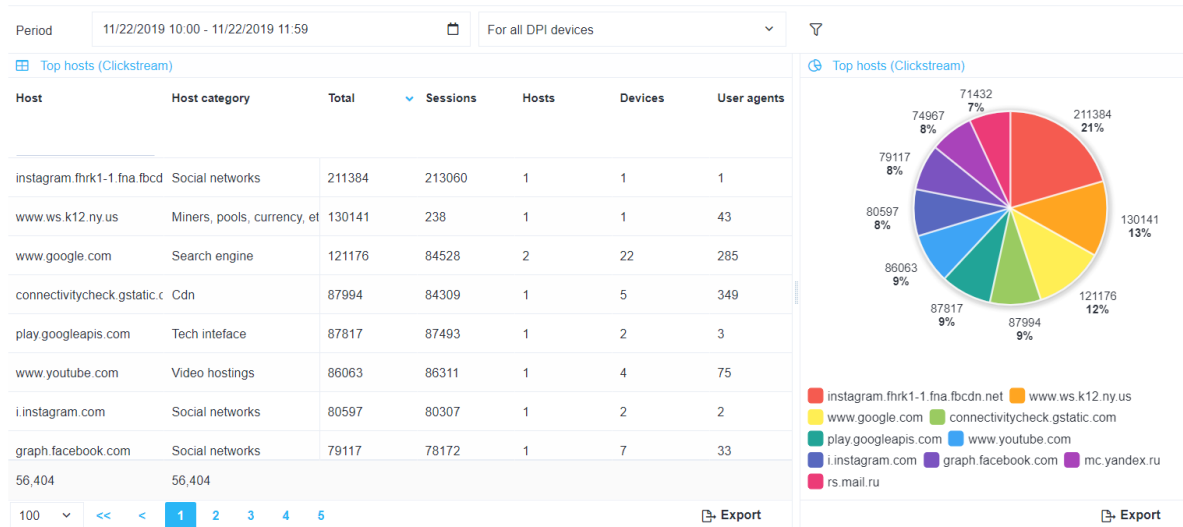 Period 11/22/2019 10:00 - 11/22/2019 11:59 For all DPI devices
Top hosts (Clickstream)
Host Host category Total Sessions Hosts Devices User agents
instagram.fhrk1-1.fna.fbcd Social networks 211384 213060 1 1 1
www.ws.k12.ny.us Miners, pools, currency, et 130141 238 1 1 43
www.google.com Search engine 121176 84528 2 22 285
connectivitycheck.gstatic.c Cdn 87994 84309 1 5 349
play.googleapis.com Tech inteface 87817 87493 1 2 3
www.youtube.com Video hostings 86063 86311 1 4 75
i.instagram.com Social networks 80597 80307 1 2 2
graph.facebook.com Social networks 79117 78172 1 7 33
56,404 56,404
100 << < 1 2 3 4 5 Export
Top hosts (Clickstream)
71432
7%
211384
21%
74967
8%
79117
8%
80597
8%
130141
13%
86063
9%
121176
12%
87817
9%
87994
9%
instagram.fhrk1-1.fna.fbcdn.net www.ws.k12.ny.us
www.google.com connectivitycheck.gstatic.com
play.googleapis.com www.youtube.com
i.instagram.com graph.facebook.com mc.yandex.ru
rs.mail.ru
Export